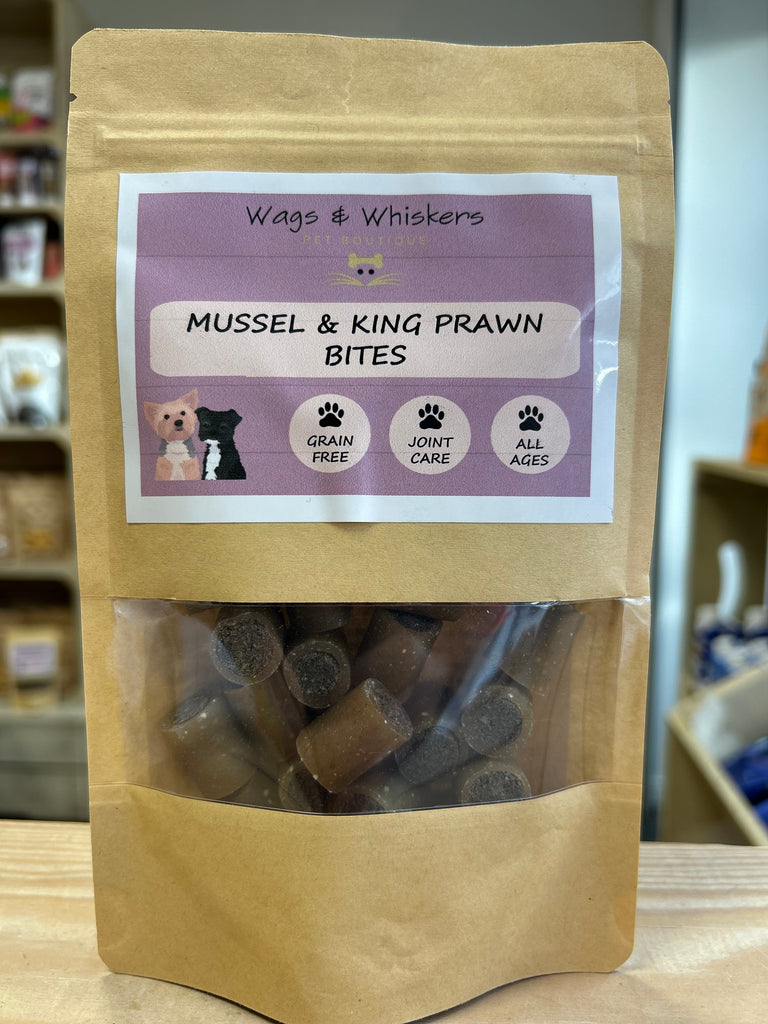 Wags & Whiskers
PET BOUTIQUE
MUSSEL & KING PRAWN
BITES
GRAIN
FREE
JOINT
CARE
ALL
AGES